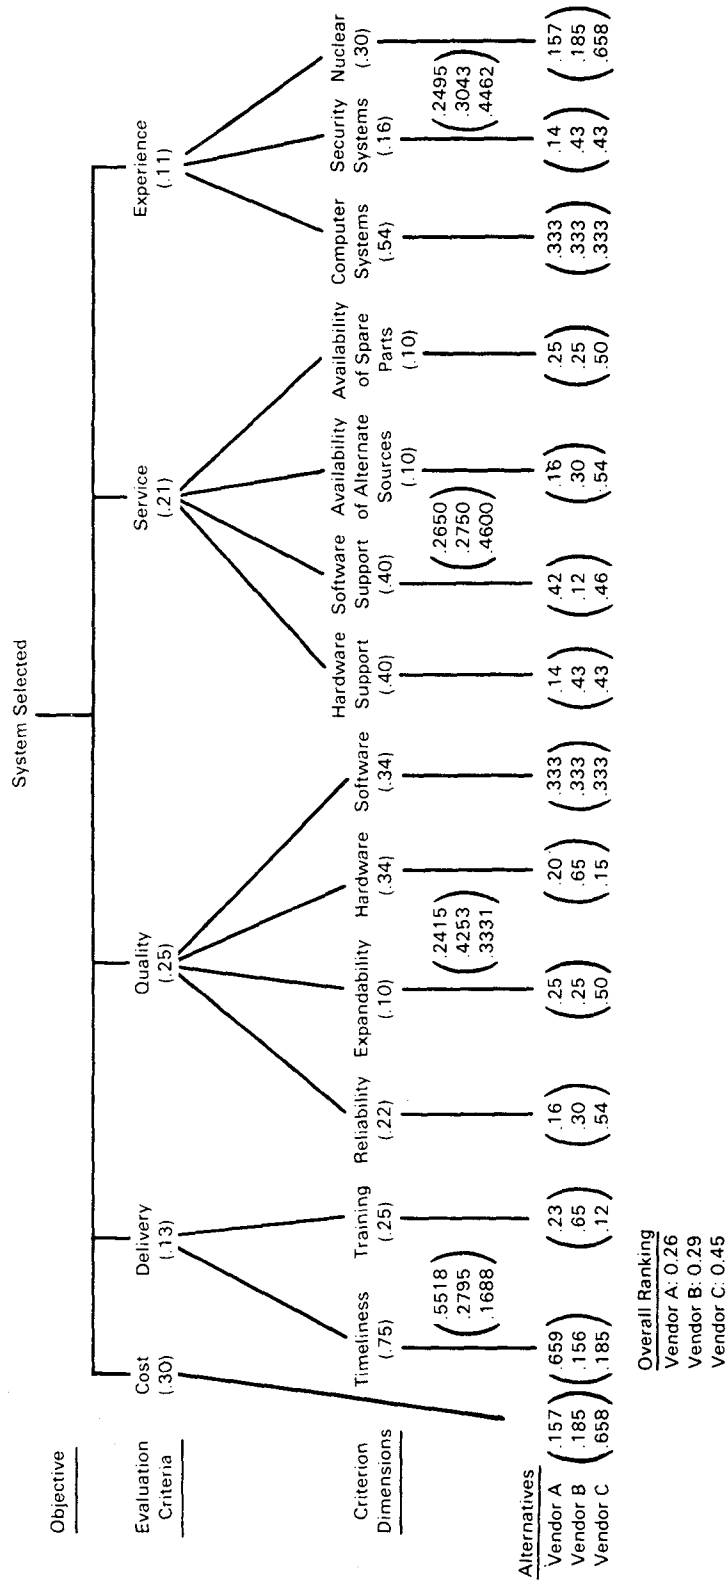 System Selected
Objective
Evaluation
Criteria
Cost
(.30)
Delivery
(.13)
Quality
(.25)
Service
(.21)
Experience
(.11)
Criterion
Dimensions
Timeliness
(.75)
Training
(.25)
Reliability
(.22)
Expandability
(.10)
Hardware
(.34)
Software
(.34)
Hardware
Support
(.40)
Software
Support
(.40)
Availability
of Alternate
Sources
(.10)
Availability
of Spare
Parts
(.10)
Computer
Systems
(.54)
Security
Systems
(.16)
Nuclear
(.30)
.5518
.2795
.1688
.2415
.4253
.3331
.2650
.2750
.4600
.2495
.3043
.4462
Alternatives
Vendor A .157 .659 .23 .16 .25 .20 .333 .14 .42 .16 .25 .333 .14 .157
Vendor B .185 .156 .65 .30 .25 .65 .333 .43 .12 .30 .25 .333 .43 .185
Vendor C .658 .185 .12 .54 .50 .15 .333 .43 .46 .54 .50 .333 .43 .658
Overall Ranking
Vendor A: 0.26
Vendor B: 0.29
Vendor C: 0.45